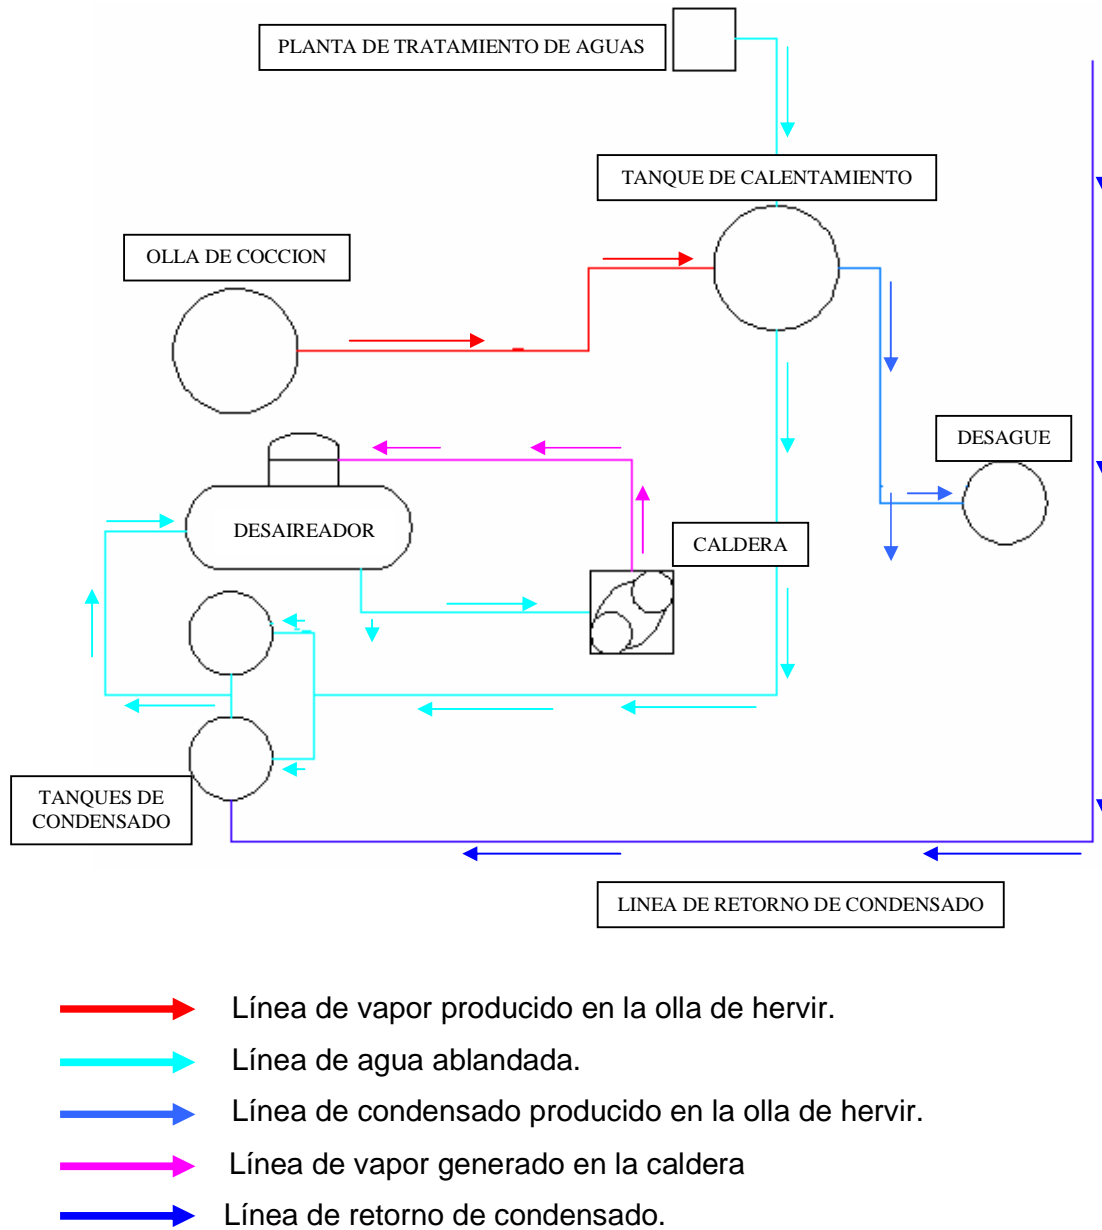 PLANTA DE TRATAMIENTO DE AGUAS
TANQUE DE CALENTAMIENTO
OLLA DE COCCION
DESAGUE
DESAIREADOR
CALDERA
TANQUES DE
CONDENSADO
LINEA DE RETORNO DE CONDENSADO
Línea de vapor producido en la olla de hervir.
Línea de agua ablandada.
Línea de condensado producido en la olla de hervir.
Línea de vapor generado en la caldera
Línea de retorno de condensado.